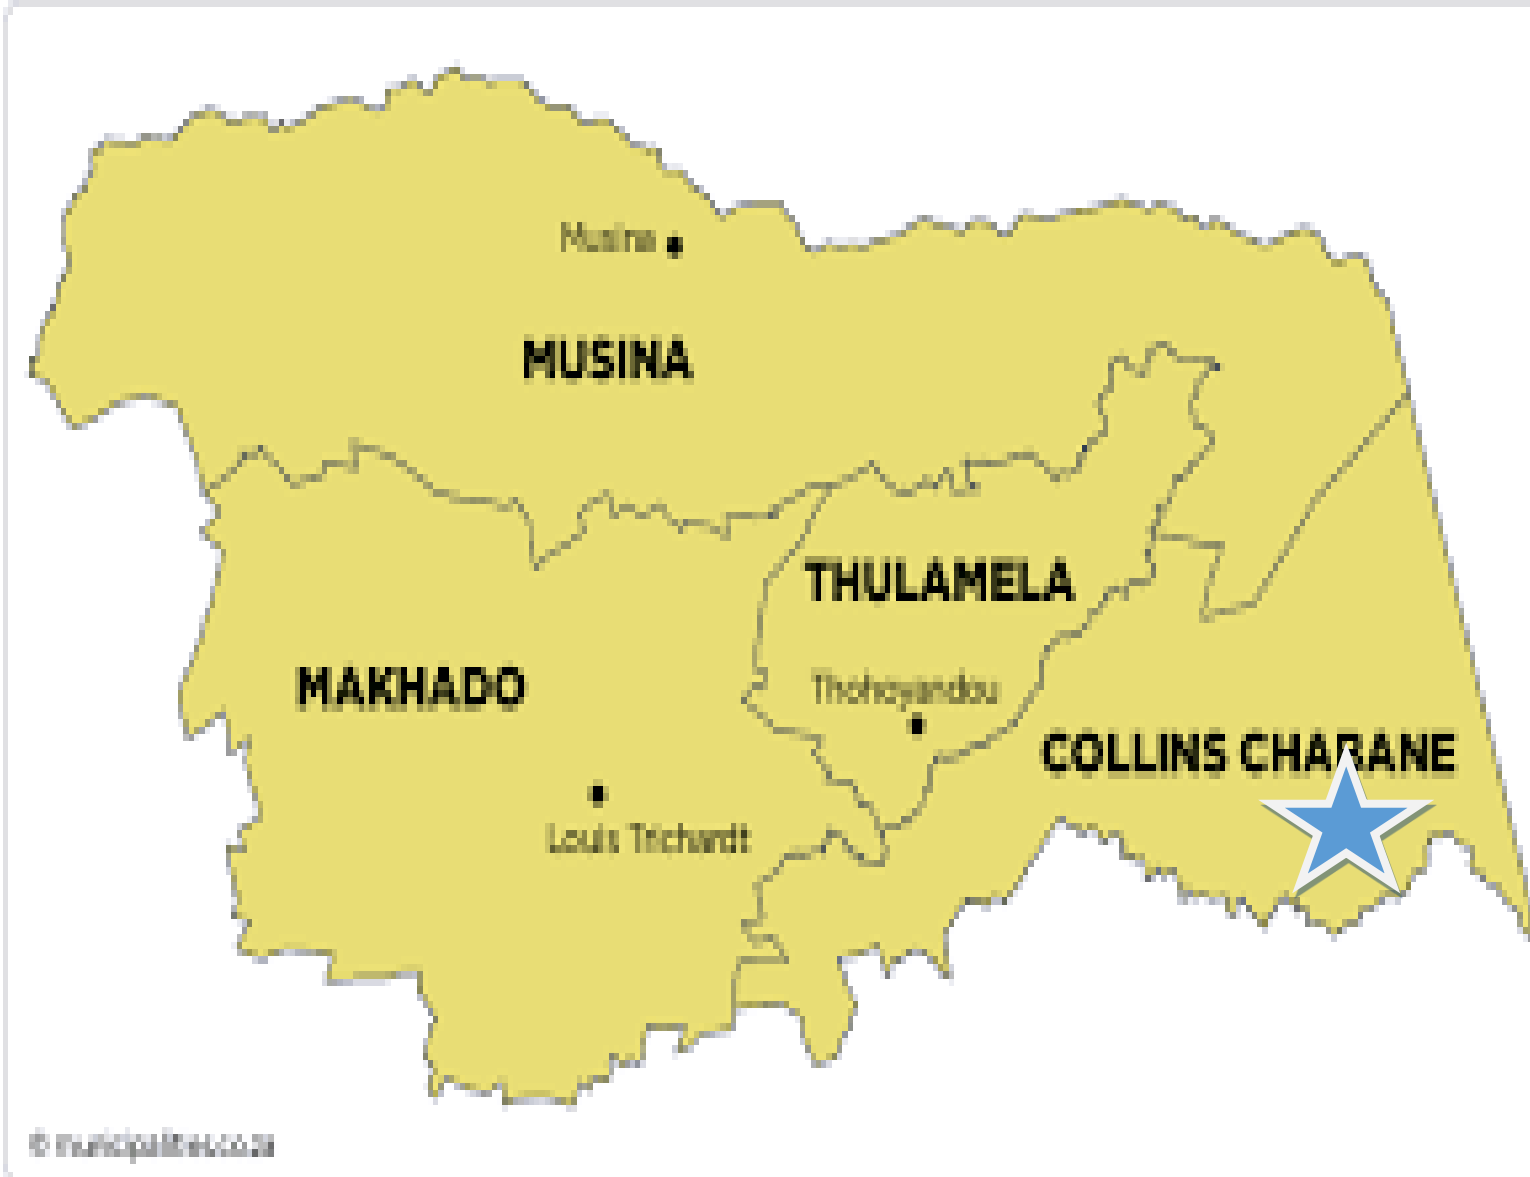 Musina
MUSINA
THULAMELA
MAKHADO
Thohoyandou
COLLINS CHABANE
Louis Trichardt
© municipalities.co.za